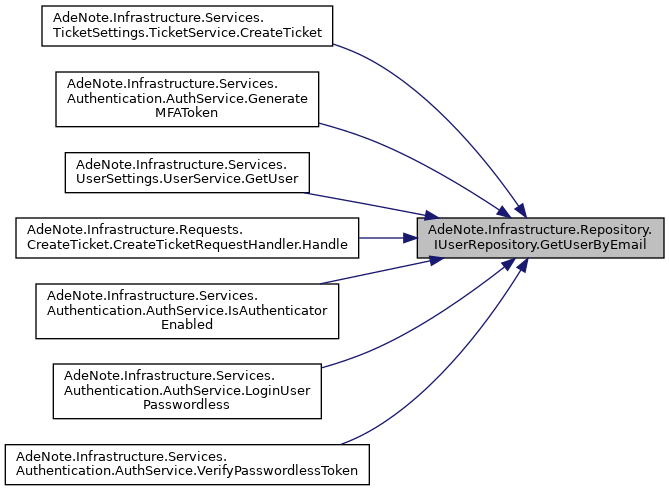 AdeNote.Infrastructure.Services.
TicketSettings.TicketService.CreateTicket
AdeNote.Infrastructure.Services.
Authentication.AuthService.Generate
MFAToken
AdeNote.Infrastructure.Services.
UserSettings.UserService.GetUser
AdeNote.Infrastructure.Requests.
CreateTicket.CreateTicketRequestHandler.Handle
AdeNote.Infrastructure.Services.
Authentication.AuthService.IsAuthenticator
Enabled
AdeNote.Infrastructure.Services.
Authentication.AuthService.LoginUser
Passwordless
AdeNote.Infrastructure.Services.
Authentication.AuthService.VerifyPasswordlessToken
AdeNote.Infrastructure.Repository.
IUserRepository.GetUserByEmail